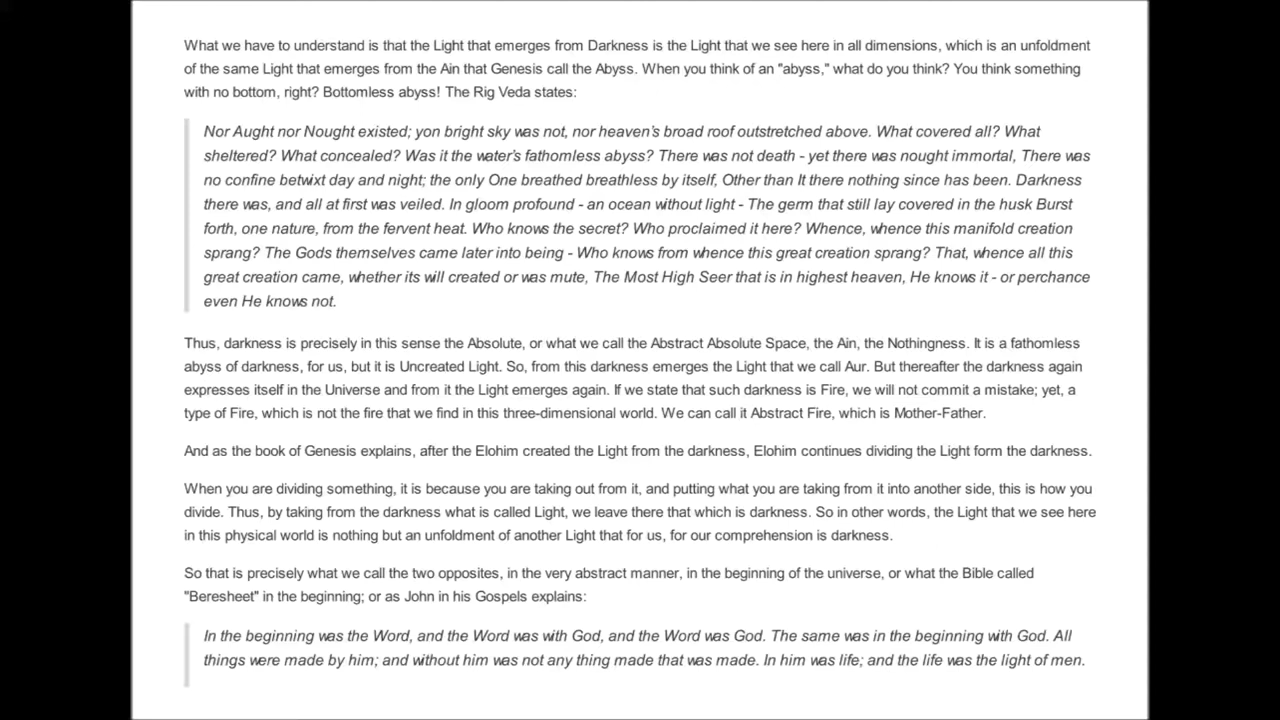 What we have to understand is that the Light that emerges from Darkness is the Light that we see here in all dimensions, which is an unfoldment
of the same Light that emerges from the Ain that Genesis call the Abyss. When you think of an "abyss," what do you think? You think something
with no bottom, right? Bottomless abyss! The Rig Veda states:
Nor Aught nor Nought existed; yon bright sky was not, nor heaven's broad roof outstretched above. What covered all? What
sheltered? What concealed? Was it the water's fathomless abyss? There was not death - yet there was nought immortal, There was
no confine betwixt day and night; the only One breathed breathless by itself, Other than It there nothing since has been. Darkness
there was, and all at first was veiled. In gloom profound - an ocean without light - The germ that still lay covered in the husk Burst
forth, one nature, from the fervent heat. Who knows the secret? Who proclaimed it here? Whence, whence this manifold creation
sprang? The Gods themselves came later into being - Who knows from whence this great creation sprang? That, whence all this
great creation came, whether its will created or was mute, The Most High Seer that is in highest heaven, He knows it - or perchance
even He knows not.
Thus, darkness is precisely in this sense the Absolute, or what we call the Abstract Absolute Space, the Ain, the Nothingness. It is a fathomless
abyss of darkness, for us, but it is Uncreated Light. So, from this darkness emerges the Light that we call Aur. But thereafter the darkness again
expresses itself in the Universe and from it the Light emerges again. If we state that such darkness is Fire, we will not commit a mistake; yet, a
type of Fire, which is not the fire that we find in this three-dimensional world. We can call it Abstract Fire, which is Mother-Father.
And as the book of Genesis explains, after the Elohim created the Light from the darkness, Elohim continues dividing the Light form the darkness.
When you are dividing something, it is because you are taking out from it, and putting what you are taking from it into another side, this is how you
divide. Thus, by taking from the darkness what is called Light, we leave there that which is darkness. So in other words, the Light that we see here
in this physical world is nothing but an unfoldment of another Light that for us, for our comprehension is darkness.
So that is precisely what we call the two opposites, in the very abstract manner, in the beginning of the universe, or what the Bible called
"Beresheet" in the beginning; or as John in his Gospels explains:
In the beginning was the Word, and the Word was with God, and the Word was God. The same was in the beginning with God. All
things were made by him; and without him was not any thing made that was made. In him was life; and the life was the light of men.